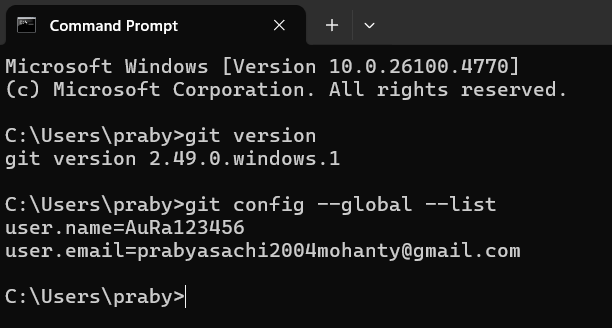 Command Prompt
Microsoft Windows [Version 10.0.26100.4770]
(c) Microsoft Corporation. All rights reserved.
C:\Users\praby>git version
git version 2.49.0.windows.1
C:\Users\praby>git config --global --list
user.name=AuRa123456
user.email=prabyasachi2004mohanty@gmail.com
C:\Users\praby>